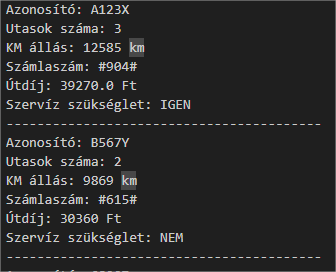 Azonosító: A123X
Utasok száma: 3
KM állás: 12585 km
Számlaszám: #904#
Útdíj: 39270.0 Ft
Szervíz szükséglet: IGEN
----------------------------------------
Azonosító: B567Y
Utasok száma: 2
KM állás: 9869 km
Számlaszám: #615#
Útdíj: 30360 Ft
Szervíz szükséglet: NEM
----------------------------------------